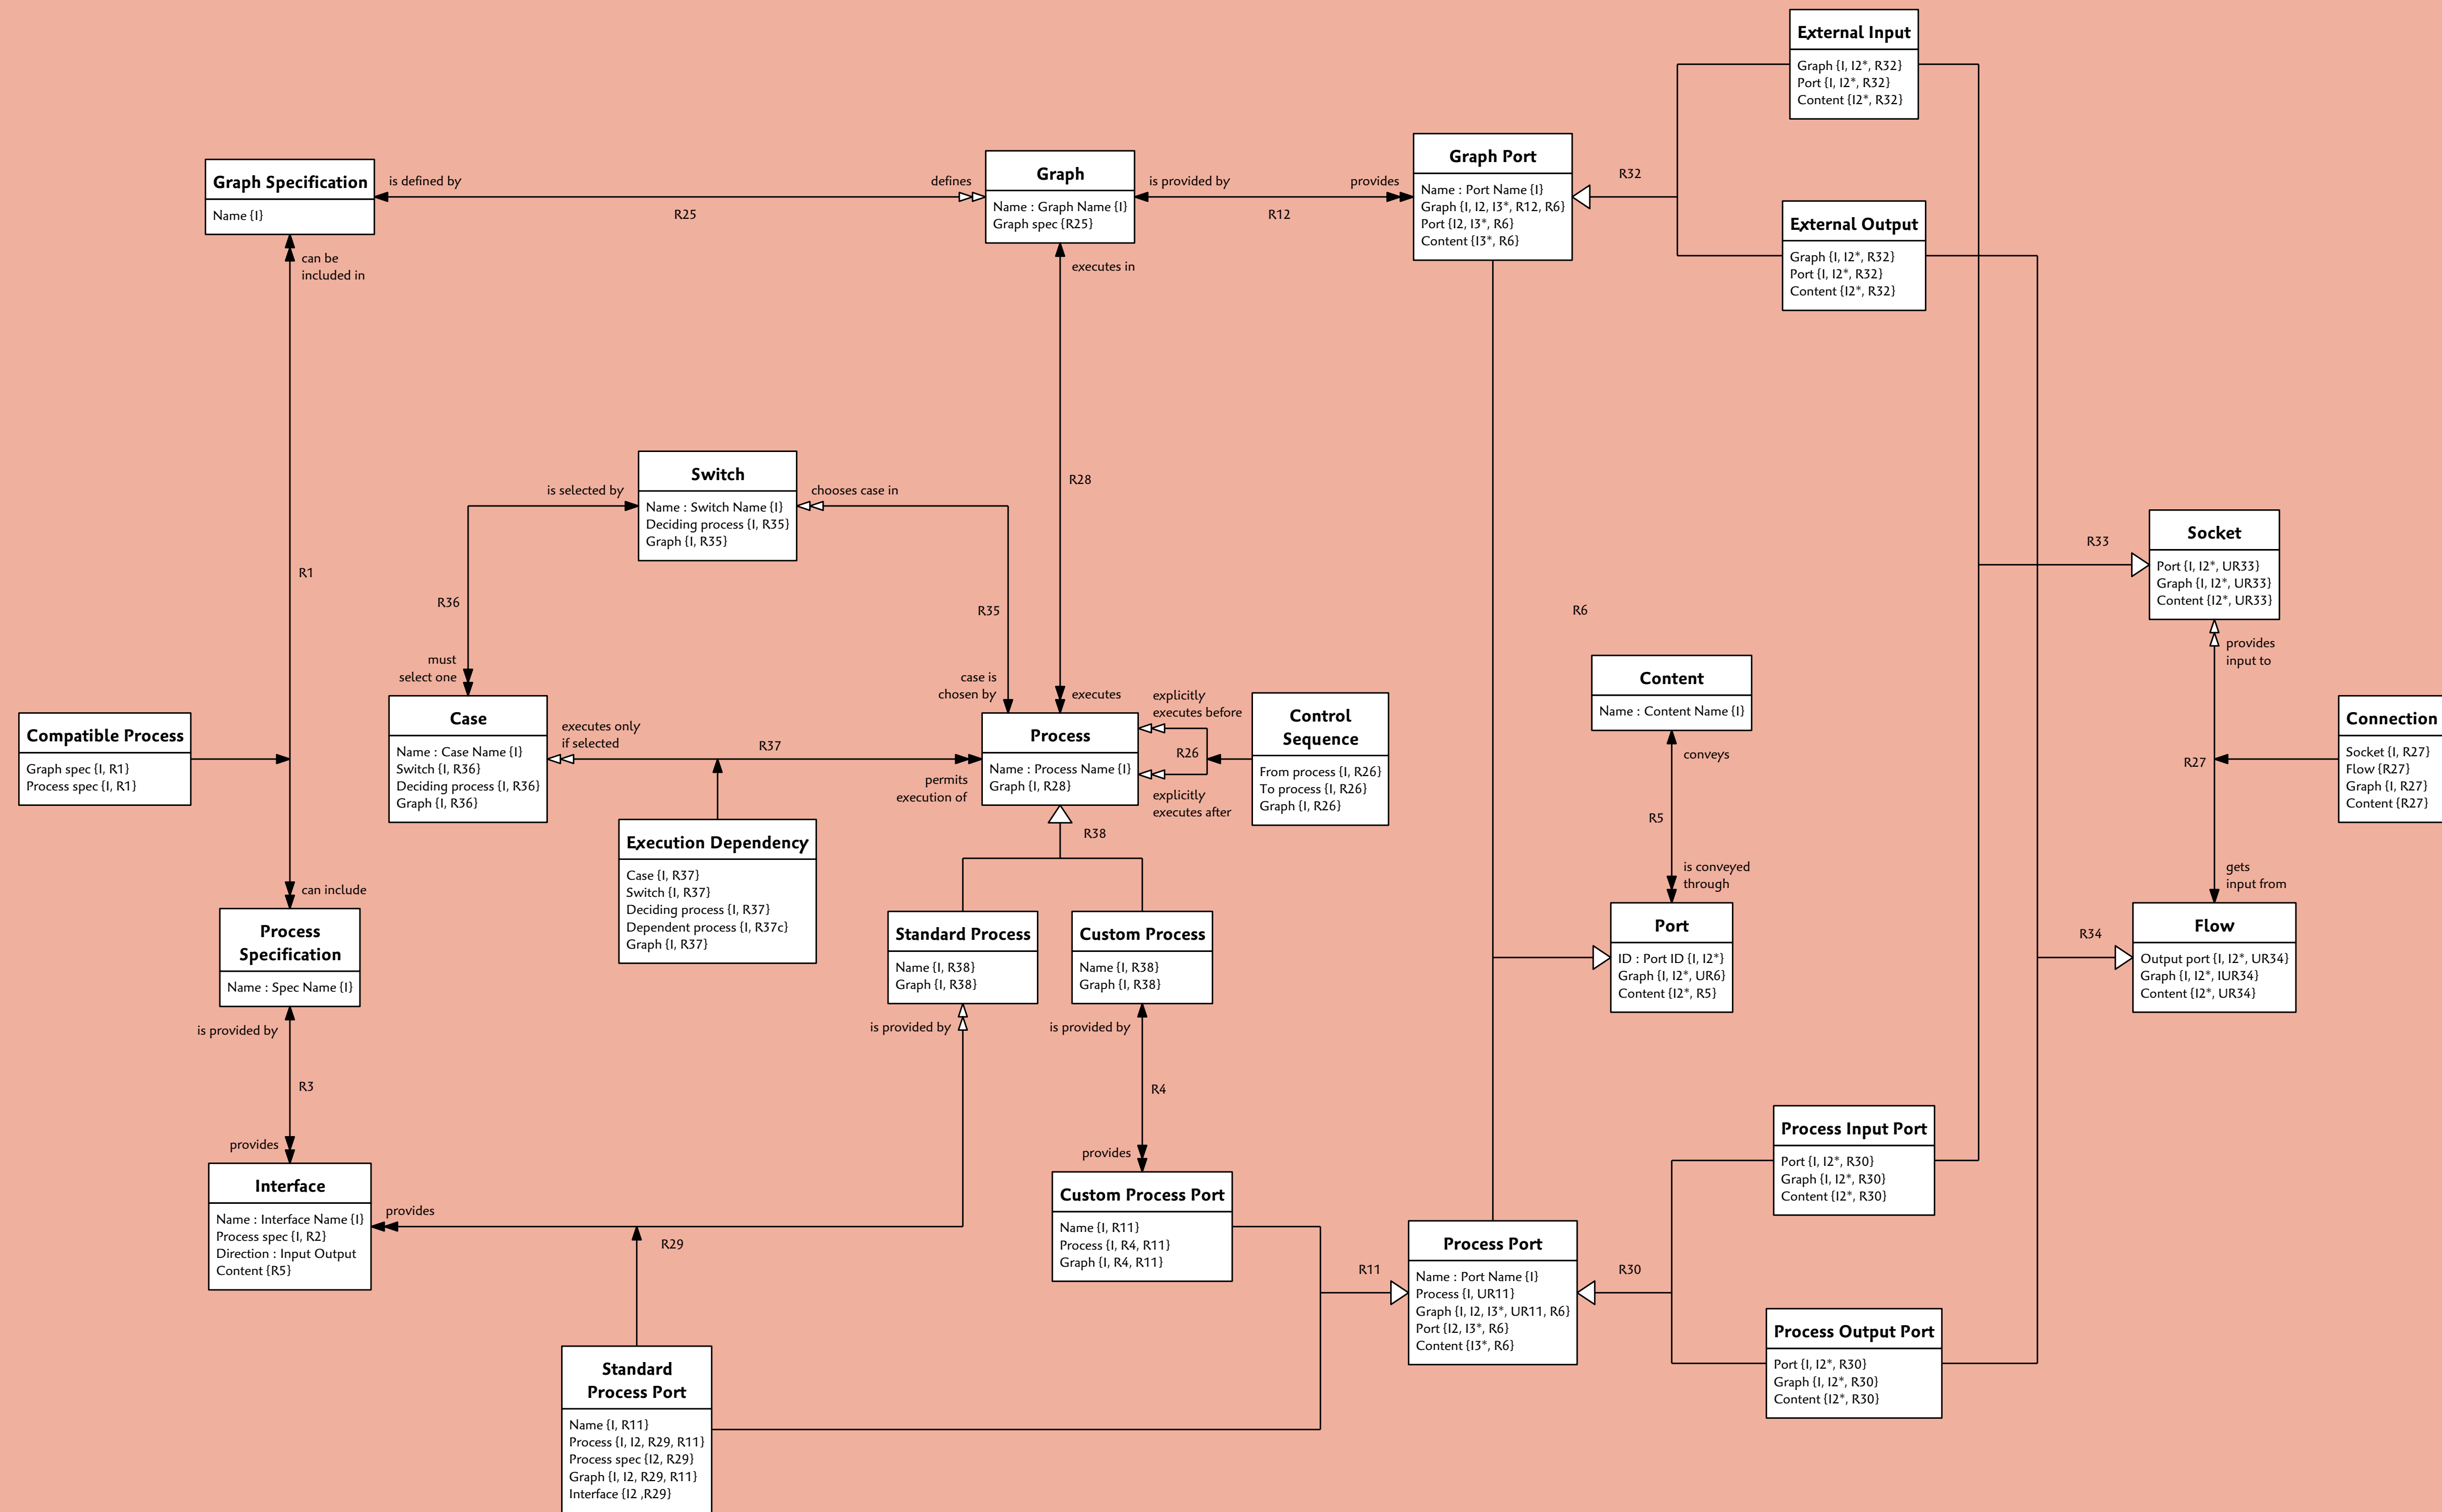 External Input
Graph {I, I2*, R32}
Port {I, I2*, R32}
Content {I2*, R32}
Graph Specification
Name {I}
is defined by
R25
defines
Graph
Name : Graph Name {I}
Graph spec {R25}
is provided by
R12
provides
Graph Port
Name : Port Name {I}
Graph {I, I2, I3*, R12, R6}
Port {I2, I3*, R6}
Content {I3*, R6}
R32
External Output
Graph {I, I2*, R32}
Port {I, I2*, R32}
Content {I2*, R32}
can be
included in
executes in
R1
R28
Switch
Name : Switch Name {I}
Deciding process {I, R35}
Graph {I, R35}
is selected by
chooses case in
R36
R35
must
select one
case is
chosen by
executes
R6
R33
Socket
Port {I, I2*, UR33}
Graph {I, I2*, UR33}
Content {I2*, UR33}
provides
input to
Compatible Process
Graph spec {I, R1}
Process spec {I, R1}
Case
Name : Case Name {I}
Switch {I, R36}
Deciding process {I, R36}
Graph {I, R36}
executes only
if selected
R37
permits
execution of
Process
Name : Process Name {I}
Graph {I, R28}
explicitly
executes before
R26
explicitly
executes after
Control
Sequence
From process {I, R26}
To process {I, R26}
Graph {I, R26}
Content
Name : Content Name {I}
conveys
R5
is conveyed
through
R27
Connection
Socket {I, R27}
Flow {R27}
Graph {I, R27}
Content {R27}
gets
input from
Execution Dependency
Case {I, R37}
Switch {I, R37}
Deciding process {I, R37}
Dependent process {I, R37c}
Graph {I, R37}
R38
can include
Process
Specification
Name : Spec Name {I}
Standard Process
Name {I, R38}
Graph {I, R38}
Custom Process
Name {I, R38}
Graph {I, R38}
Port
ID : Port ID {I, I2*}
Graph {I, I2*, UR6}
Content {I2*, R5}
R34
Flow
Output port {I, I2*, UR34}
Graph {I, I2*, IUR34}
Content {I2*, UR34}
is provided by
R3
provides
is provided by
is provided by
R4
provides
Interface
Name : Interface Name {I}
Process spec {I, R2}
Direction : Input Output
Content {R5}
provides
R29
Custom Process Port
Name {I, R11}
Process {I, R4, R11}
Graph {I, R4, R11}
R11
Process Port
Name : Port Name {I}
Process {I, UR11}
Graph {I, I2, I3*, UR11, R6}
Port {I2, I3*, R6}
Content {I3*, R6}
R30
Process Input Port
Port {I, I2*, R30}
Graph {I, I2*, R30}
Content {I2*, R30}
Process Output Port
Port {I, I2*, R30}
Graph {I, I2*, R30}
Content {I2*, R30}
Standard
Process Port
Name {I, R11}
Process {I, I2, R29, R11}
Process spec {I2, R29}
Graph {I, I2, R29, R11}
Interface {I2 ,R29}